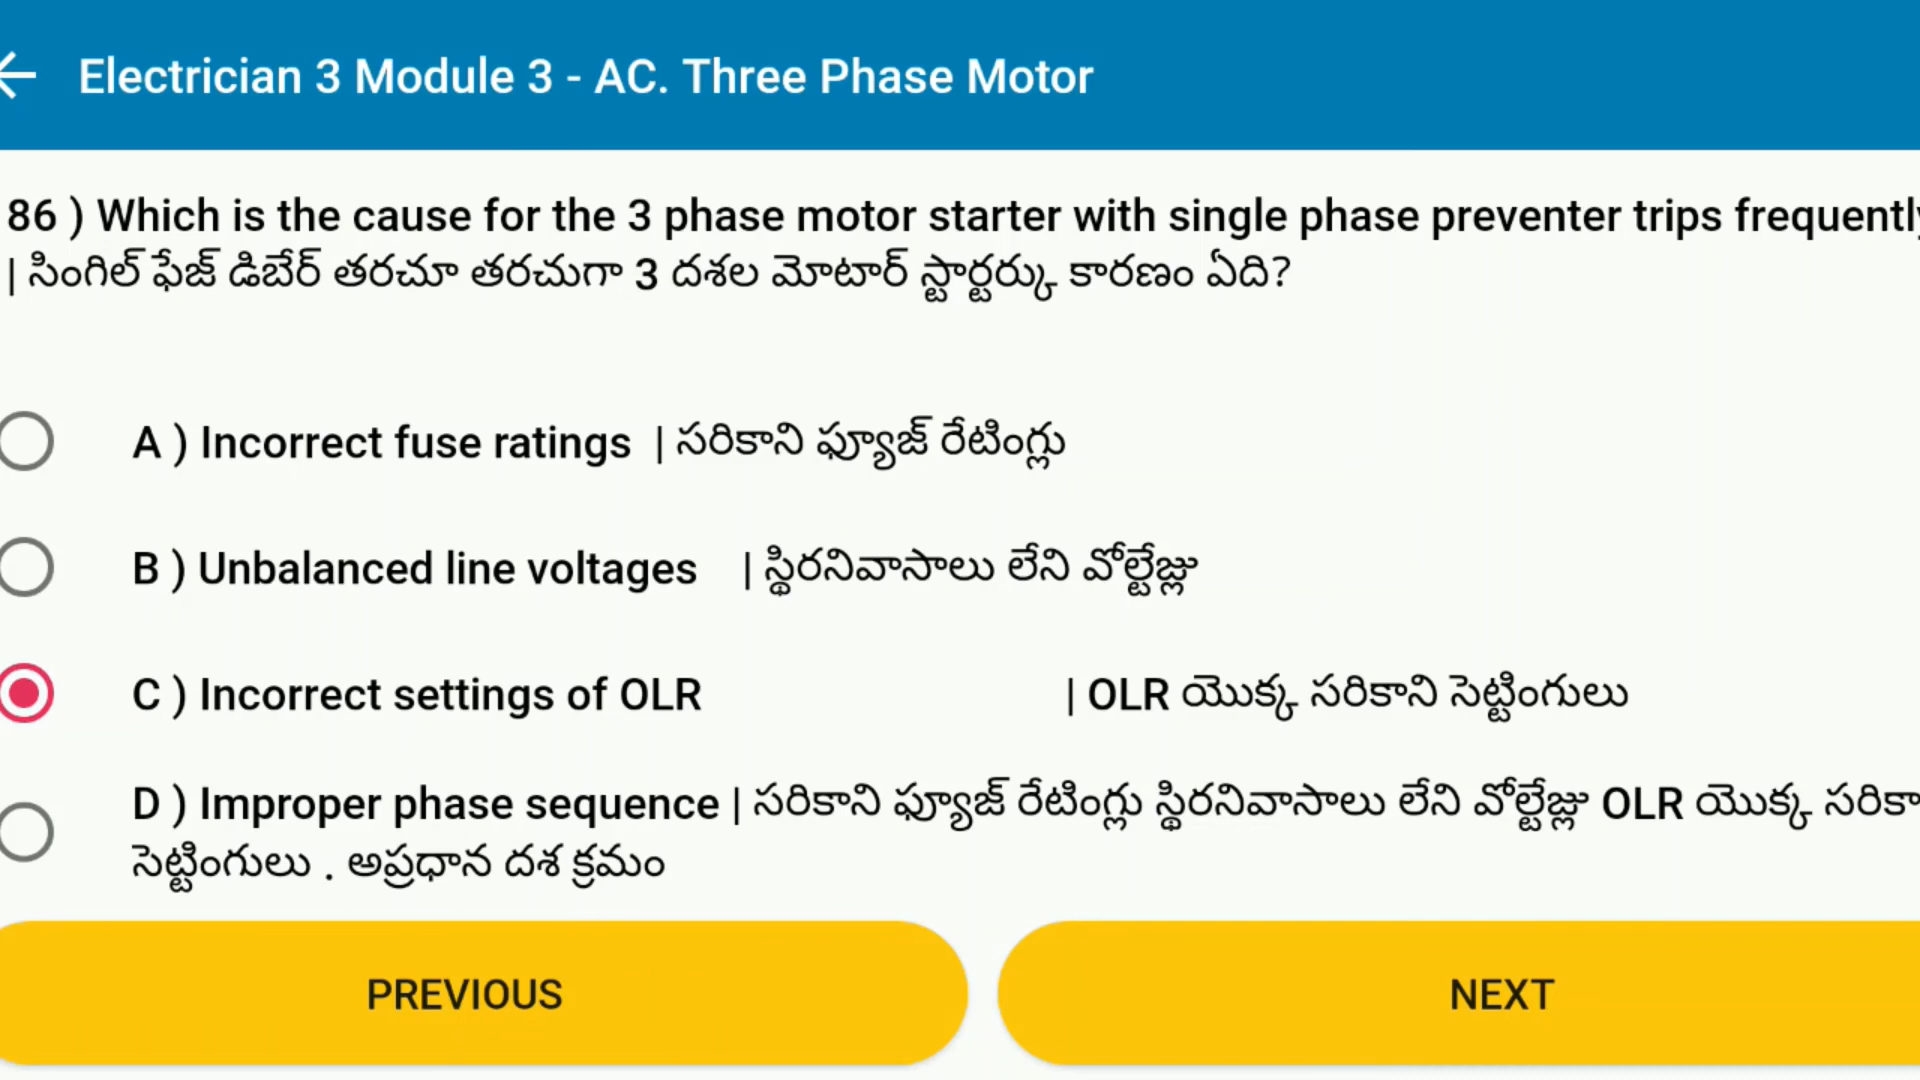 Electrician 3 Module 3 - AC. Three Phase Motor
86 ) Which is the cause for the 3 phase motor starter with single phase preventer trips frequently
| సింగిల్ ఫేజ్ డిబేర్ తరచూ తరచుగా 3 దశల మోటార్ స్టార్టర్కు కారణం ఏది?
A ) Incorrect fuse ratings | సరికాని ఫ్యూజ్ రేటింగ్లు
B ) Unbalanced line voltages | స్థిరనివాసాలు లేని వోల్టేజ్లు
C ) Incorrect settings of OLR | OLR యొక్క సరికాని సెట్టింగులు
D ) Improper phase sequence | సరికాని ఫ్యూజ్ రేటింగ్లు స్థిరనివాసాలు లేని వోల్టేజ్లు OLR యొక్క సరికా
సెట్టింగులు . అప్రధాన దశ క్రమం
PREVIOUS
NEXT